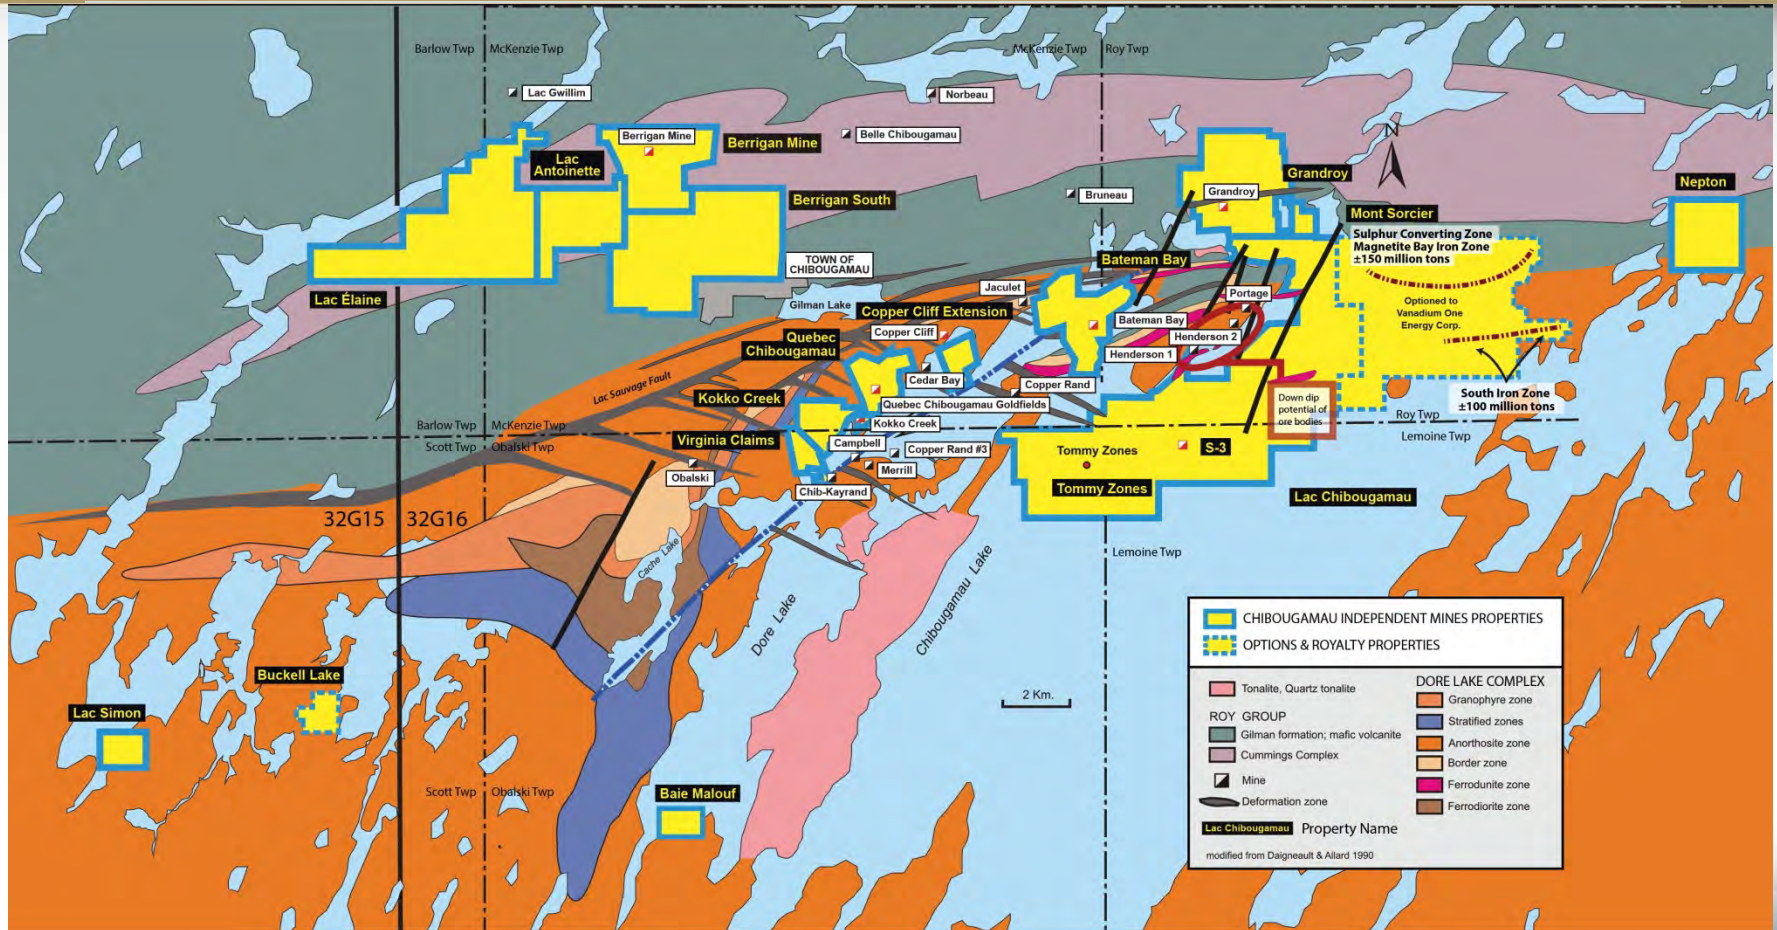 Barlow Twp
McKenzie Twp
McKenzie Twp
Roy Twp
Lac Gwillim
Norbeau
Berrigan Mine
Belle Chibougamau
Berrigan Mine
Lac
Antoinette
N
Grandroy
Nepton
Berrigan South
Bruneau
Grandroy
Mont Sorcier
Sulphur Converting Zone
Magnetite Bay Iron Zone
±150 million tons
TOWN OF
CHIBOUGAMAU
Bateman Bay
Lac Élaine
Jaculet
Portage
Optioned to
Vanadium One
Energy Corp.
Gilman Lake
Copper Cliff Extension
Bateman Bay
Copper Cliff
Henderson 2
Quebec
Chibougamau
Henderson 1
Cedar Bay
Copper Rand
Lac Sauvage Fault
Kokko Creek
Quebec Chibougamau Goldfields
Down dip
potential of
ore bodies
South Iron Zone
±100 million tons
Roy Twp
Lemoine Twp
Barlow Twp
McKenzie Twp
Kokko Creek
Scott Twp
Obalski Twp
Virginia Claims
Campbell
Copper Rand #3
Tommy Zones
S-3
Obalski
Merrill
Chib-Kayrand
Tommy Zones
Lac Chibougamau
32G15
32G16
Cache Lake
Lemoine Twp
Dore Lake
Chibougamau Lake
CHIBOUGAMAU INDEPENDENT MINES PROPERTIES
OPTIONS & ROYALTY PROPERTIES
Buckell Lake
Lac Simon
2 Km.
Tonalite, Quartz tonalite
ROY GROUP
Gilman formation; mafic volcanite
Cummings Complex
Mine
Deformation zone
Lac Chibougamau
Property Name
modified from Daigneault & Allard 1990
DORE LAKE COMPLEX
Granophyre zone
Stratified zones
Anorthosite zone
Border zone
Ferrodunite zone
Ferrodiorite zone
Scott Twp
Obalski Twp
Baie Malouf